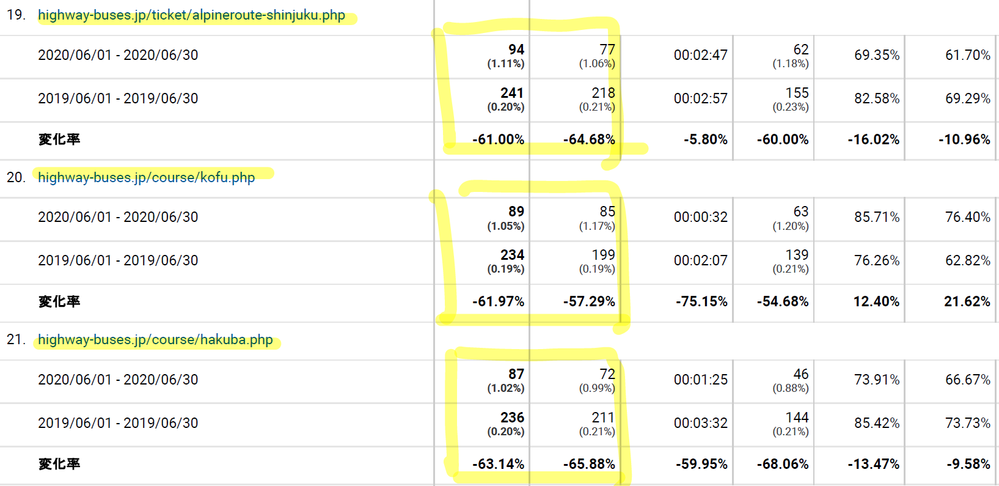 19. highway-buses.jp/ticket/alpineroute-shinjuku.php
2020/06/01 - 2020/06/30 94 77 00:02:47 62 69.35% 61.70%
(1.11%) (1.06%) (1.18%)
2019/06/01 - 2019/06/30 241 218 00:02:57 155 82.58% 69.29%
(0.20%) (0.21%) (0.23%)
変化率 -61.00% -64.68% -5.80% -60.00% -16.02% -10.96%
20. highway-buses.jp/course/kofu.php
2020/06/01 - 2020/06/30 89 85 00:00:32 63 85.71% 76.40%
(1.05%) (1.17%) (1.20%)
2019/06/01 - 2019/06/30 234 199 00:02:07 139 76.26% 62.82%
(0.19%) (0.19%) (0.21%)
変化率 -61.97% -57.29% -75.15% -54.68% 12.40% 21.62%
21. highway-buses.jp/course/hakuba.php
2020/06/01 - 2020/06/30 87 72 00:01:25 46 73.91% 66.67%
(1.02%) (0.99%) (0.88%)
2019/06/01 - 2019/06/30 236 211 00:03:32 144 85.42% 73.73%
(0.20%) (0.21%) (0.21%)
変化率 -63.14% -65.88% -59.95% -68.06% -13.47% -9.58%